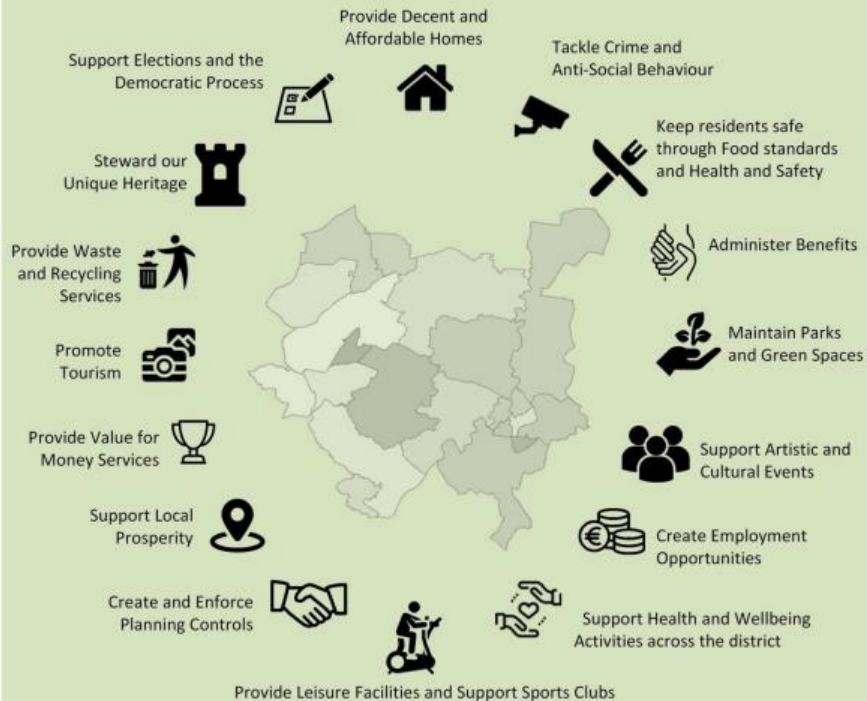 Provide Decent and
Affordable Homes
Tackle Crime and
Anti-Social Behaviour
Keep residents safe
through Food standards
and Health and Safety
Administer Benefits
Maintain Parks
and Green Spaces
Support Artistic and
Cultural Events
Create Employment
Opportunities
Support Health and Wellbeing
Activities across the district
Provide Leisure Facilities and Support Sports Clubs
Create and Enforce
Planning Controls
Support Local
Prosperity
Provide Value for
Money Services
Promote
Tourism
Provide Waste
and Recycling
Services
Steward our
Unique Heritage
Support Elections and the
Democratic Process